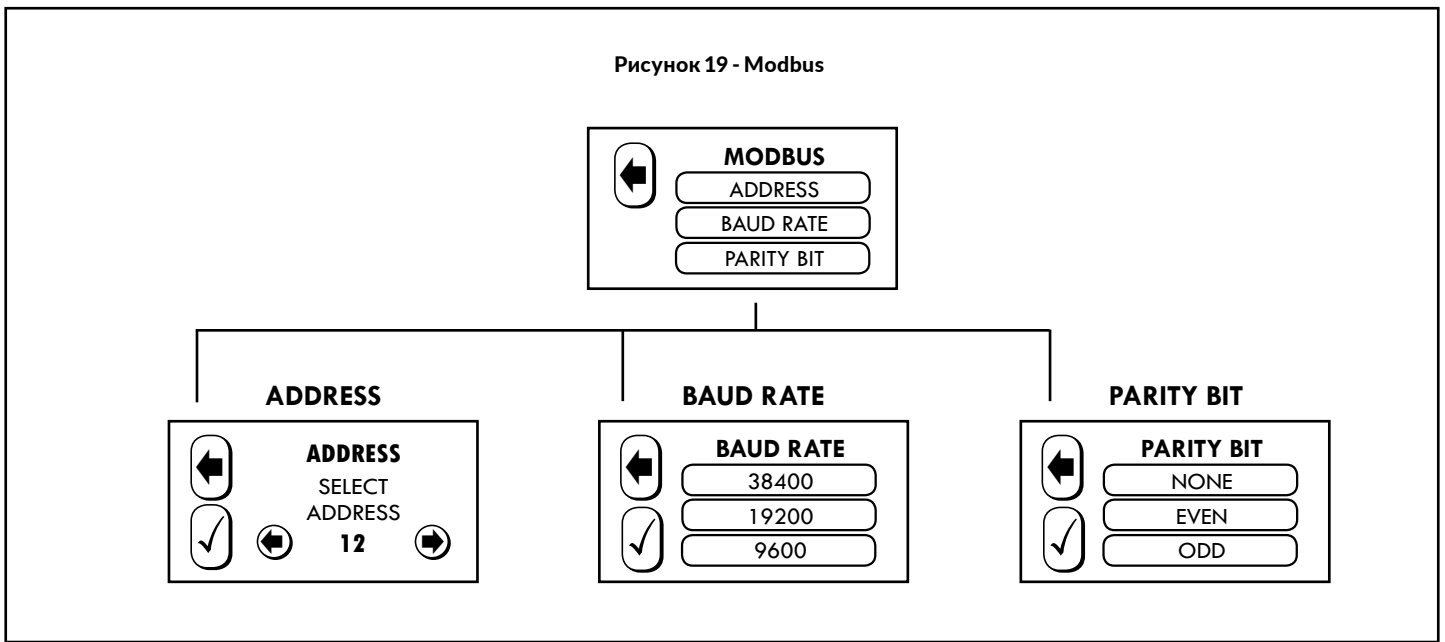 Рисунок 19 - Modbus
MODBUS
ADDRESS
BAUD RATE
PARITY BIT
ADDRESS
ADDRESS
SELECT
ADDRESS
12
BAUD RATE
BAUD RATE
38400
19200
9600
PARITY BIT
PARITY BIT
NONE
EVEN
ODD